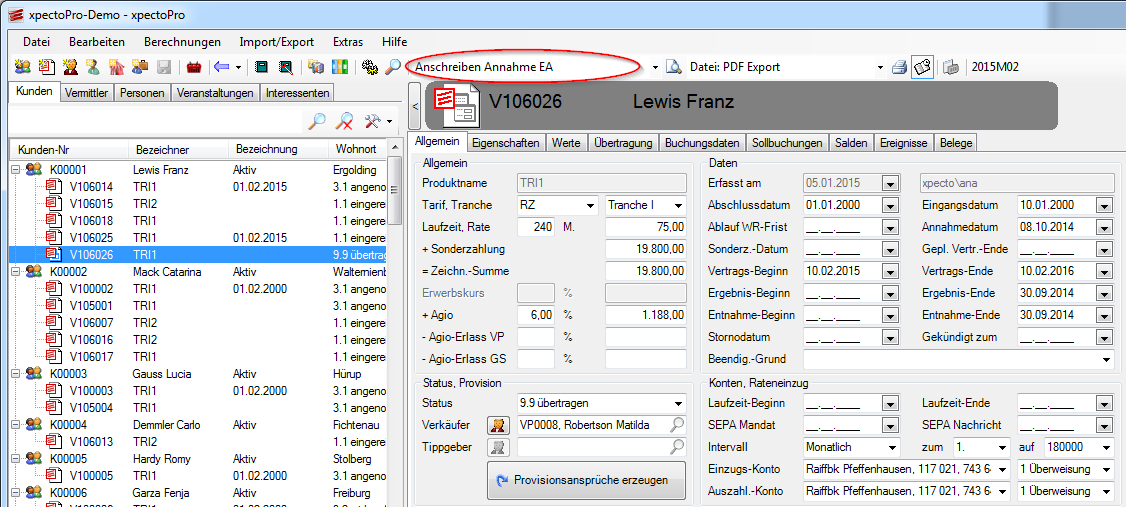 xpectoPro-Demo - xpectoPro
Datei Bearbeiten Berechnungen Import/Export Extras Hilfe
Anschreiben Annahme EA Datei: PDF Export 2015M02
Kunden Vermittler Personen Veranstaltungen Interessenten
Kunden-Nr Bezeichner Bezeichnung Wohnort
K00001 Lewis Franz Aktiv Ergolding
V106014 TRI1 01.02.2015 3.1 angeno
V106015 TRI2 1.1 eingere
V106018 TRI1 1.1 eingere
V106025 TRI1 01.02.2015 1.1 eingere
V106026 TRI1 9.9 übertrag
K00002 Mack Catarina Aktiv Waltemienb
V100002 TRI1 01.02.2000 3.1 angeno
V105001 TRI1 3.1 angeno
V106007 TRI2 1.1 eingere
V106016 TRI2 1.1 eingere
V106017 TRI1 1.1 eingere
K00003 Gauss Lucia Aktiv Hürup
V100003 TRI1 01.02.2000 3.1 angeno
V105004 TRI1 3.1 angeno
K00004 Demmler Carlo Aktiv Fichtenau
V106013 TRI2 1.1 eingere
K00005 Hardy Romy Aktiv Stolberg
V100005 TRI1 01.02.2000 3.1 angeno
K00006 Garza Fenja Aktiv Freiburg
< V106026 Lewis Franz
Allgemein Eigenschaften Werte Übertragung Buchungsdaten Sollbuchungen Salden Ereignisse Belege
Allgemein
Produktname TRI1
Tarif, Tranche RZ Tranche I
Laufzeit, Rate 240 M. 75,00
+ Sonderzahlung 19.800,00
= Zeichn.-Summe 19.800,00
Erwerbskurs %
+ Agio 6,00 % 1.188,00
- Agio-Erlass VP %
- Agio-Erlass GS %
Status, Provision
Status 9.9 übertragen
Verkäufer VP0008, Robertson Matilda
Tippgeber
Provisionsansprüche erzeugen
Daten
Erfasst am 05.01.2015 xpecto\ana
Abschlussdatum 01.01.2000 Eingangsdatum 10.01.2000
Ablauf WR-Frist __.__.____ Annahmedatum 08.10.2014
Sonderz.-Datum __.__.____ Gepl. Vertr.-Ende __.__.____
Vertrags-Beginn 10.02.2015 Vertrags-Ende 10.02.2016
Ergebnis-Beginn __.__.____ Ergebnis-Ende 30.09.2014
Entnahme-Beginn __.__.____ Entnahme-Ende 30.09.2014
Stornodatum __.__.____ Gekündigt zum __.__.____
Beendig.-Grund
Konten, Rateneinzug
Laufzeit-Beginn __.__.____ Laufzeit-Ende __.__.____
SEPA Mandat __.__.____ SEPA Nachricht __.__.____
Intervall Monatlich zum 1. auf 180000
Einzugs-Konto Raiffbk Pfeffenhausen, 117 021, 743 6 1 Überweisung
Auszahl.-Konto Raiffbk Pfeffenhausen, 117 021, 743 6 1 Überweisung